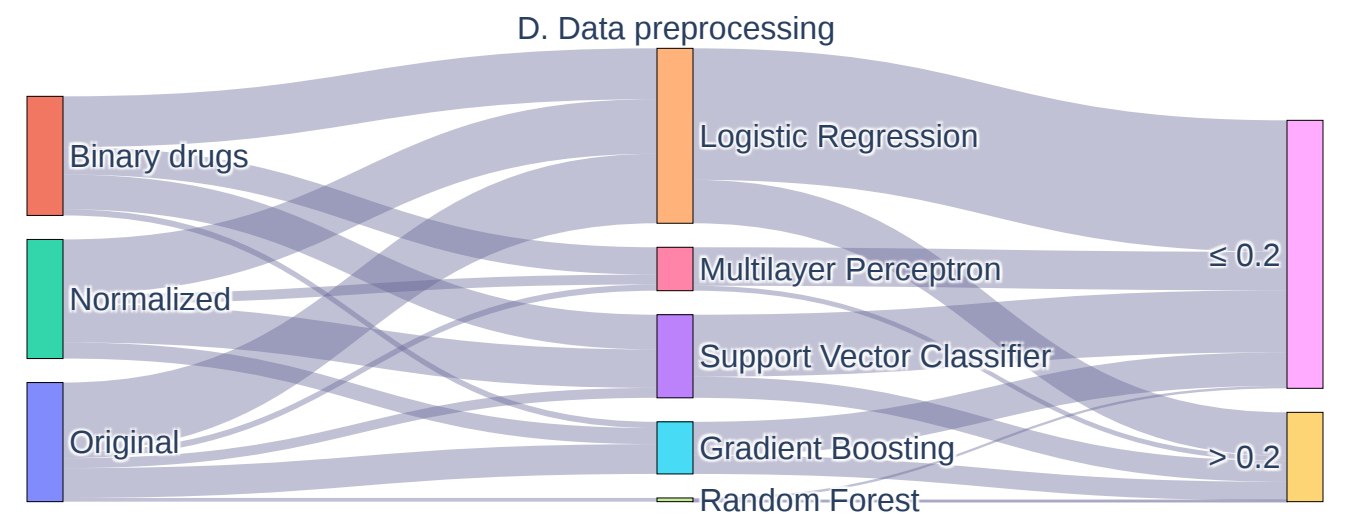 D. Data preprocessing
Binary drugs
Normalized
Original
Logistic Regression
Multilayer Perceptron
Support Vector Classifier
Gradient Boosting
Random Forest
≤ 0.2
> 0.2